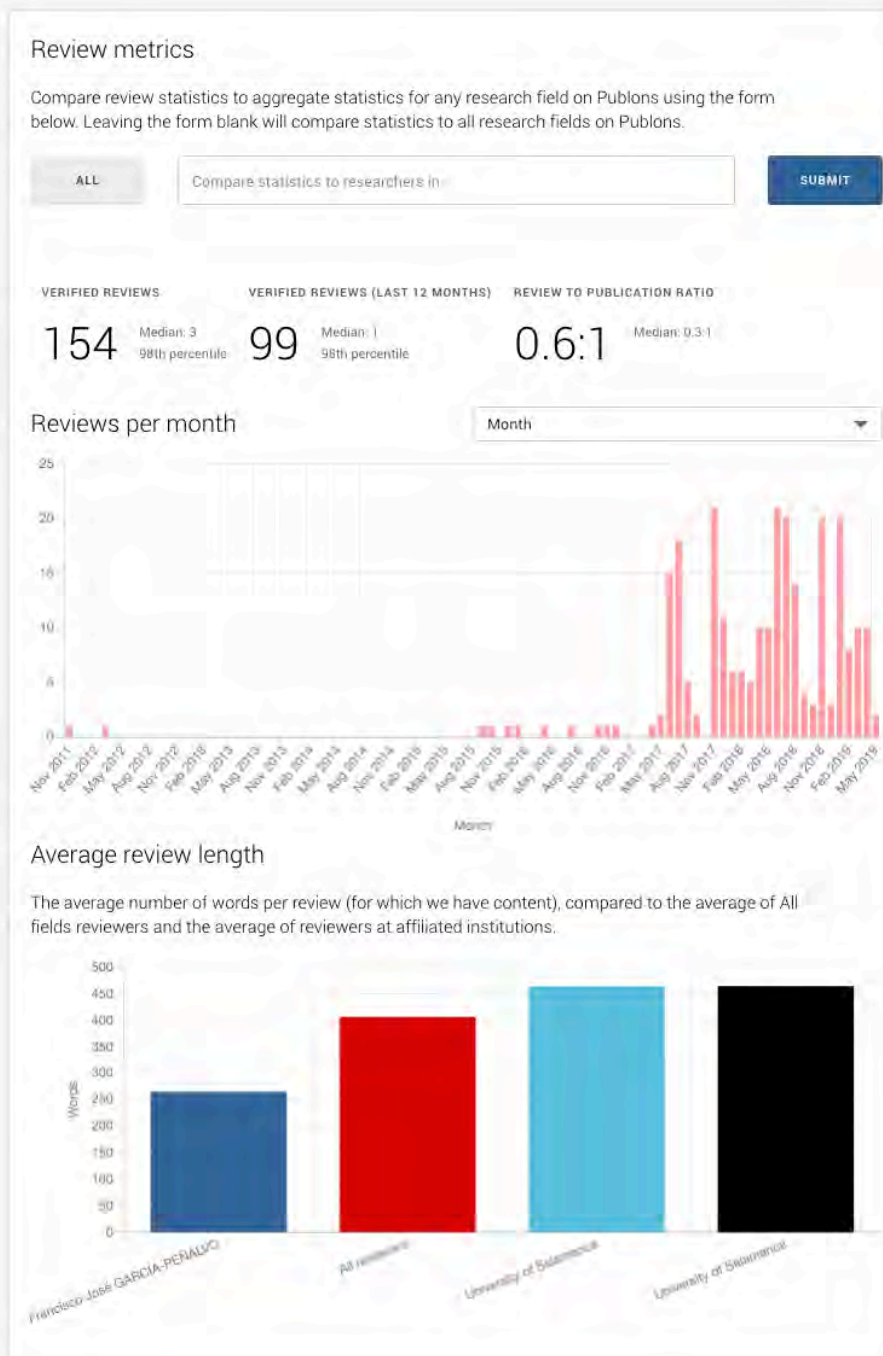 Review metrics
Compare review statistics to aggregate statistics for any research field on Publons using the form
below. Leaving the form blank will compare statistics to all research fields on Publons.
ALL
Compare statistics to researchers in
SUBMIT
VERIFIED REVIEWS
VERIFIED REVIEWS (LAST 12 MONTHS)
REVIEW TO PUBLICATION RATIO
154
Median: 3
98th percentile
99
Median: 1
98th percentile
0.6:1
Median: 0.3:1
Reviews per month
Month
25
20
15
10
5
0
Nov 2011
Feb 2012
May 2012
Aug 2012
Nov 2012
Feb 2013
May 2013
Aug 2013
Nov 2013
Feb 2014
May 2014
Aug 2014
Nov 2014
Feb 2015
May 2015
Aug 2015
Nov 2015
Feb 2016
May 2016
Aug 2016
Nov 2016
Feb 2017
May 2017
Aug 2017
Nov 2017
Feb 2018
May 2018
Aug 2018
Nov 2018
Feb 2019
May 2019
Month
Average review length
The average number of words per review (for which we have content), compared to the average of All
fields reviewers and the average of reviewers at affiliated institutions.
Words
500
450
400
350
300
250
200
150
100
50
0
Francisco José GARCÍA-PEÑALVO
All reviewers
University of Salamanca
University of Salamanca